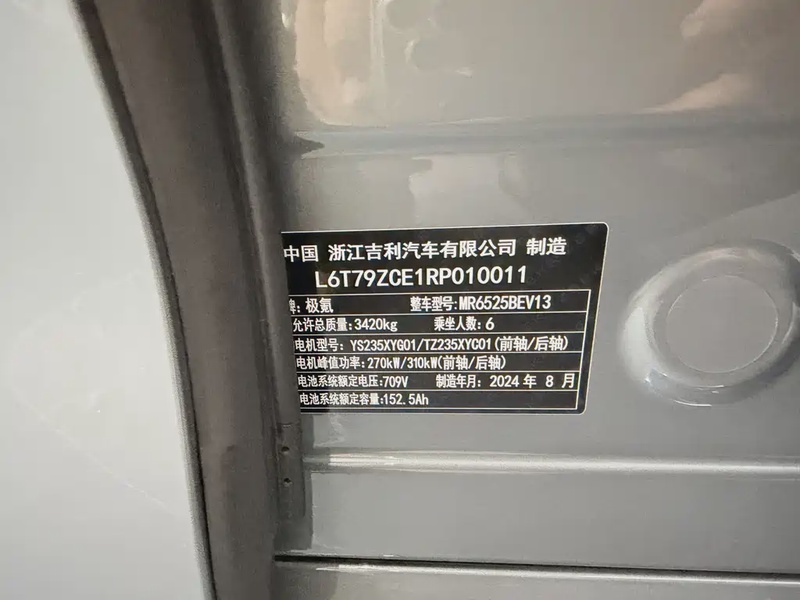 中国 浙江吉利汽车有限公司 制造
L6T79ZCE1RP010011
牌: 极氪 整车型号:MR6525BEV13
允许总质量:3420kg 乘坐人数:6
电机型号: YS235XYG01/TZ235XYC01(前轴/后轴)
电机峰值功率:270kW/310kW(前轴/后轴)
电池系统额定电压:709V 制造年月:2024 年 8 月
电池系统额定容量:152.5Ah